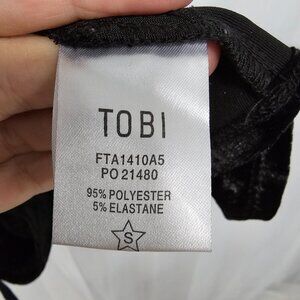 TOBI
FTA1410A5
PO 21480
95% POLYESTER
5% ELASTANE
S